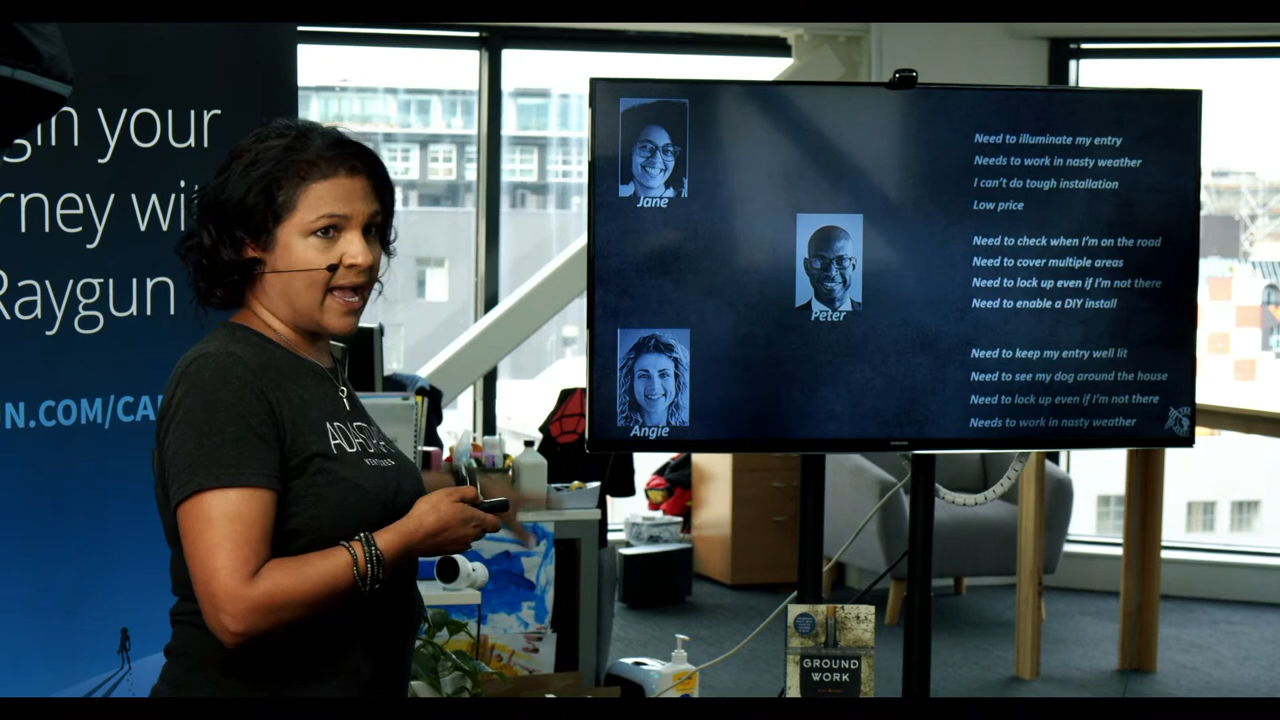 gin your
rney wi
Raygun
N.COM/CA
ADA
VENTURES
Jane
Need to illuminate my entry
Needs to work in nasty weather
I can't do tough installation
Low price
Peter
Need to check when I'm on the road
Need to cover multiple areas
Need to lock up even if I'm not there
Need to enable a DIY install
Angie
Need to keep my entry well lit
Need to see my dog around the house
Need to lock up even if I'm not there
Needs to work in nasty weather
SAMSUNG
GROUND
WORK